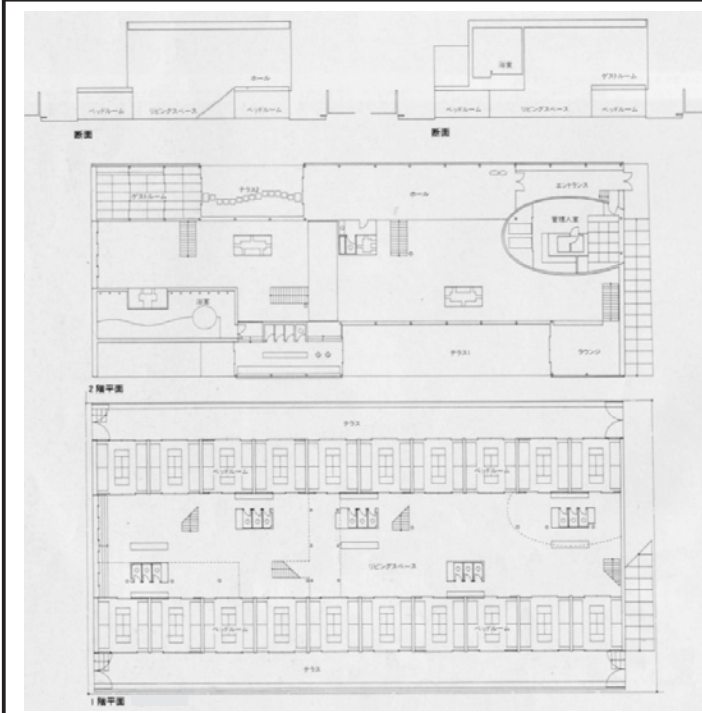 浴室
ホール
ゲストルーム
ベッドルーム
リビングスペース
ベッドルーム
ベッドルーム
リビングスペース
ベッドルーム
断面
断面
ゲストルーム
テラス2
ホール
エントランス
管理人室
浴室
テラス1
ラウンジ
2階平面
テラス
ベッドルーム
ベッドルーム
リビングスペース
ベッドルーム
ベッドルーム
テラス
1階平面